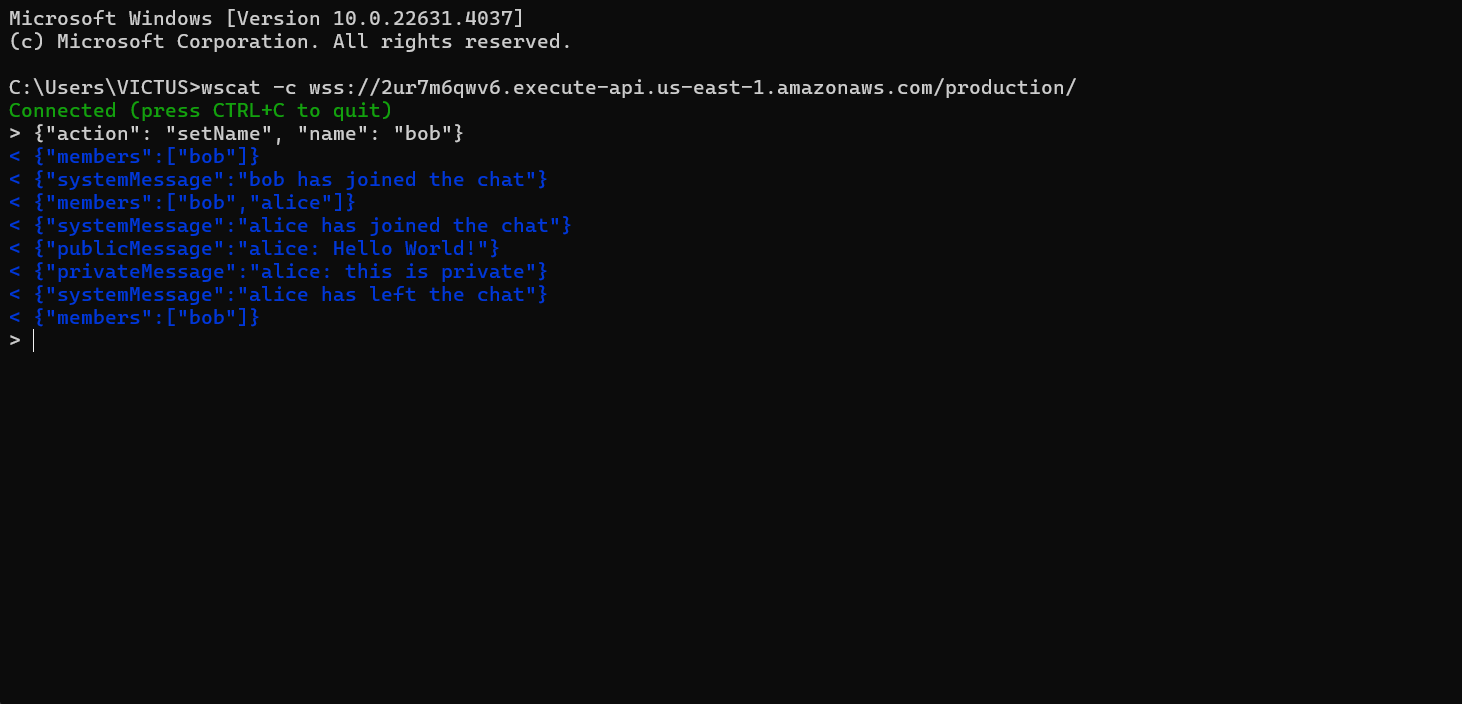 Microsoft Windows [Version 10.0.22631.4037]
(c) Microsoft Corporation. All rights reserved.
C:\Users\VICTUS>wscat -c wss://2ur7m6qwv6.execute-api.us-east-1.amazonaws.com/production/
Connected (press CTRL+C to quit)
> {"action": "setName", "name": "bob"}
< {"members":["bob"]}
< {"systemMessage":"bob has joined the chat"}
< {"members":["bob","alice"]}
< {"systemMessage":"alice has joined the chat"}
< {"publicMessage":"alice: Hello World!"}
< {"privateMessage":"alice: this is private"}
< {"systemMessage":"alice has left the chat"}
< {"members":["bob"]}
>